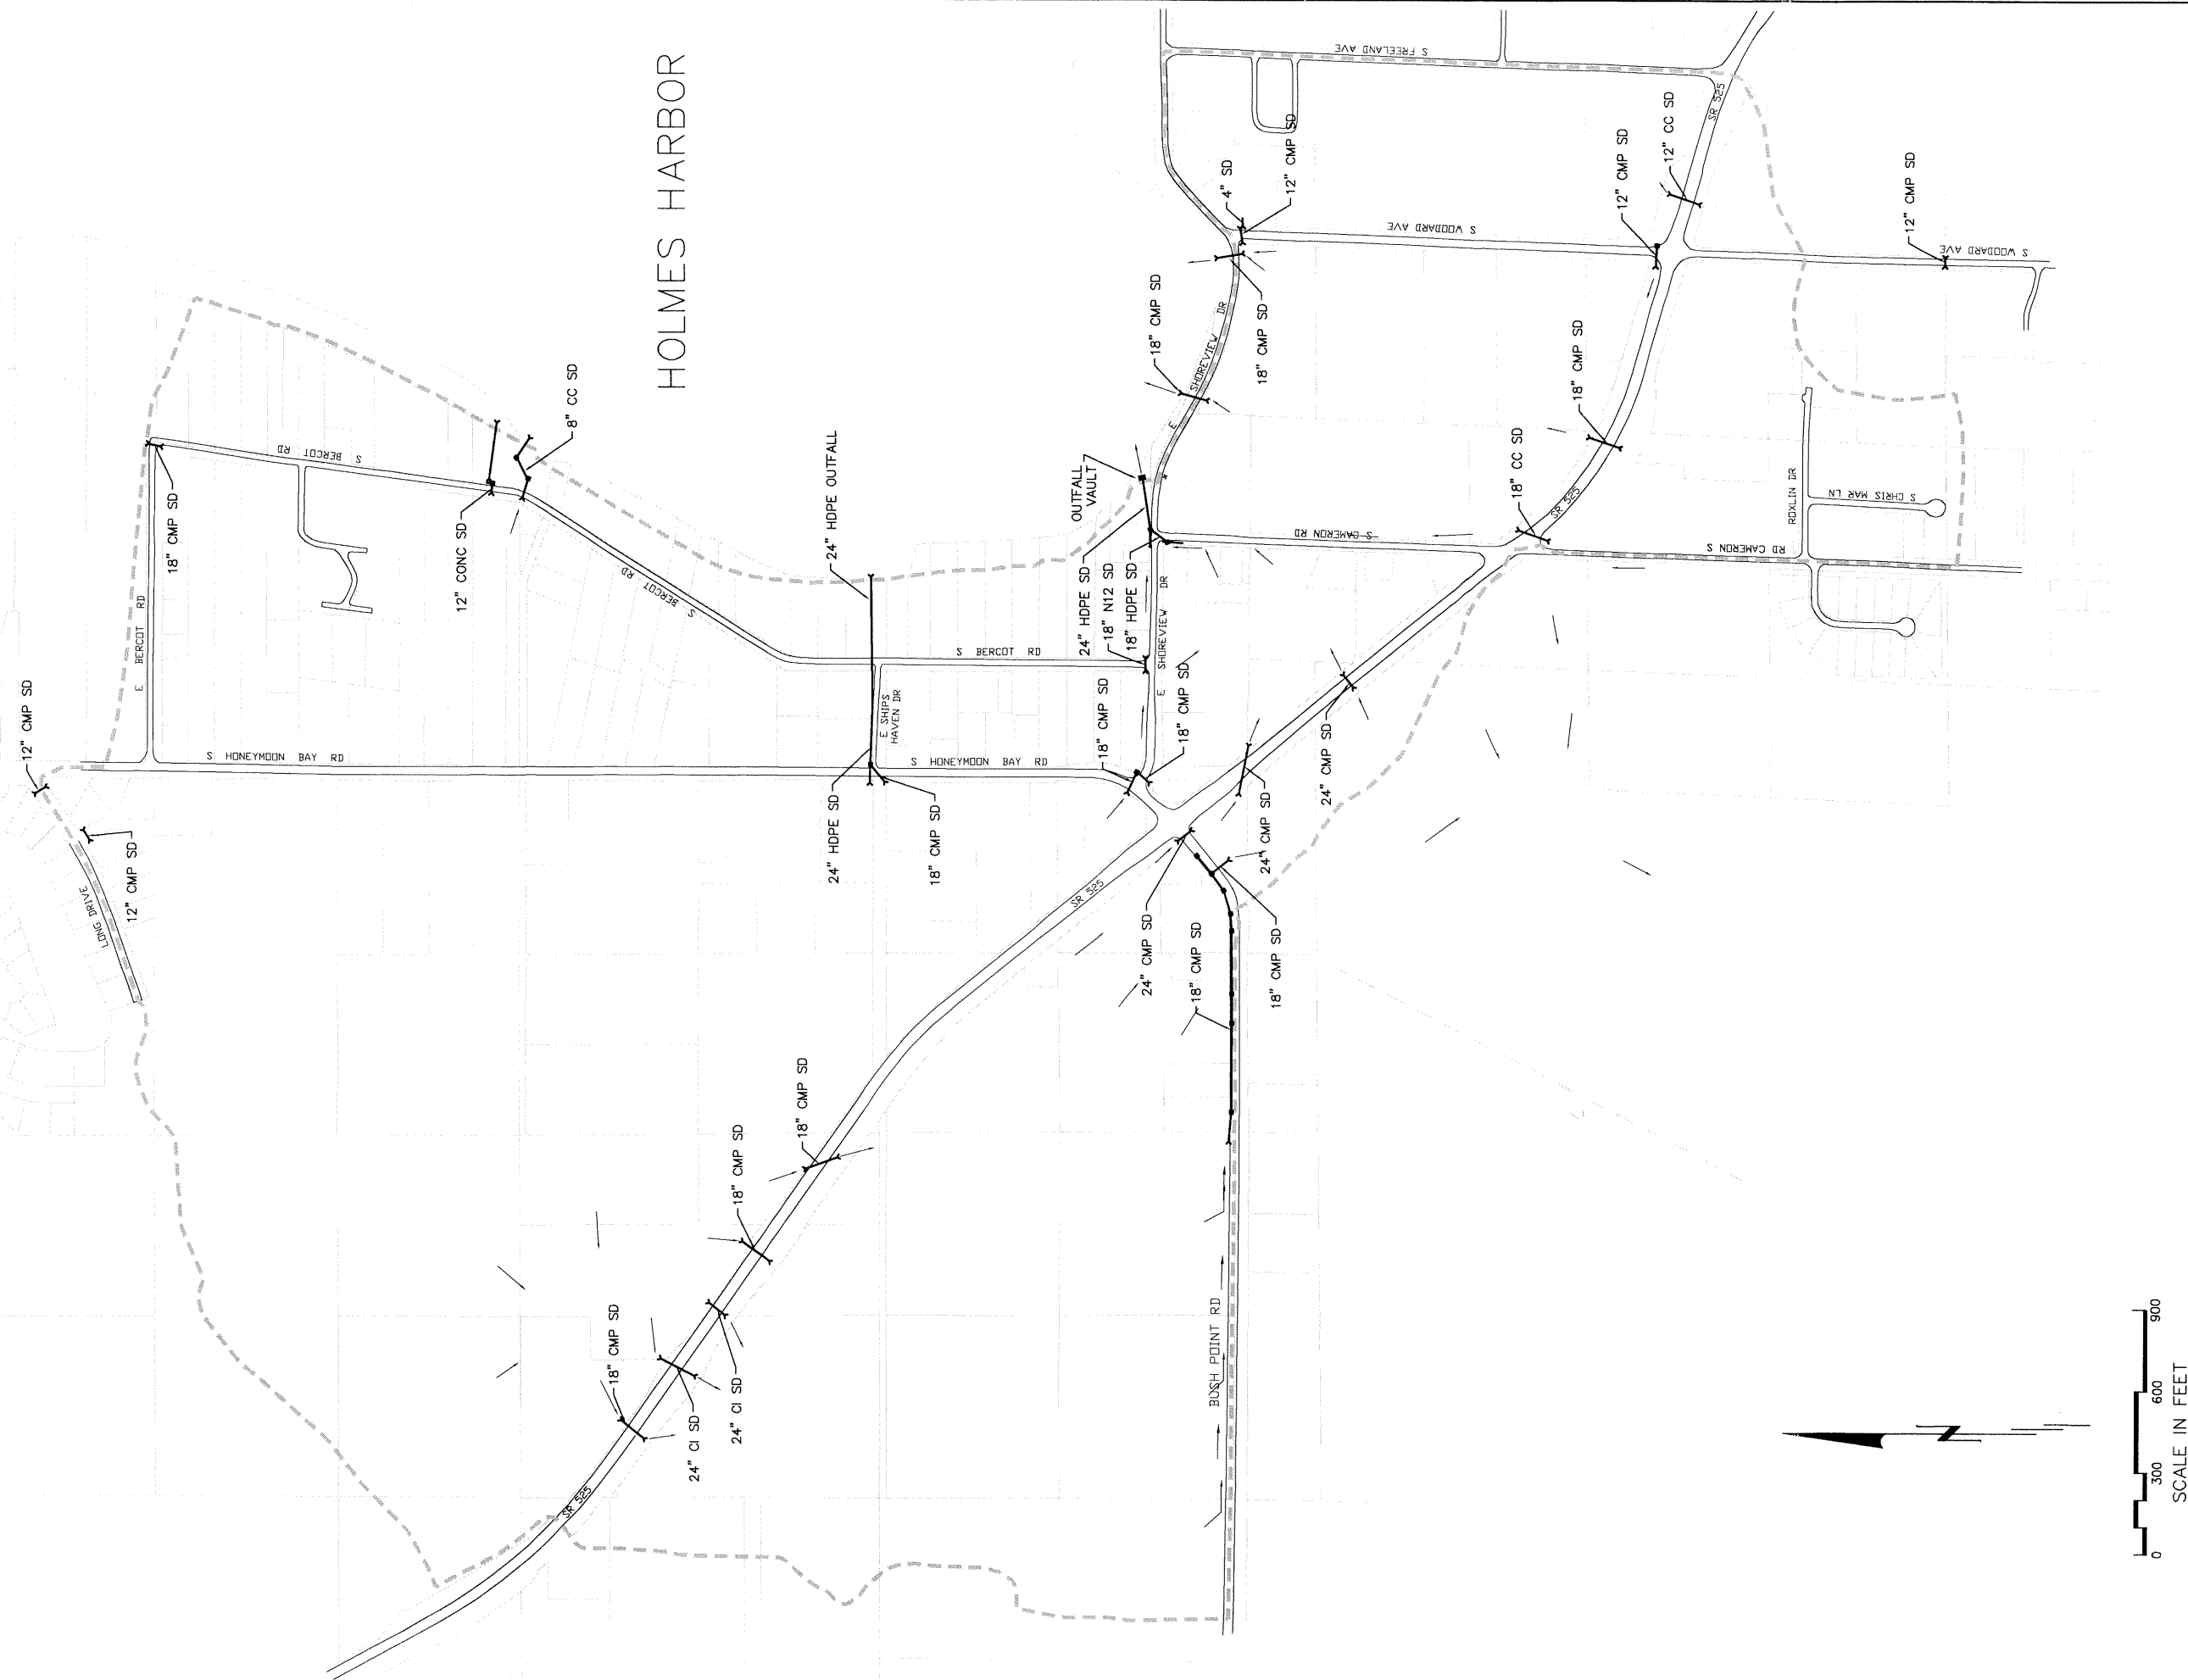 HOLMES HARBOR
12" CMP SD
12" CMP SD
LONG DRIVE
E BERCOT RD
18" CMP SD
S BERCOT RD
12" CONC SD
8" CC SD
S BERCOT RD
24" HDPE OUTFALL
S HONEYMOON BAY RD
E SHIPS
HAVEN DR
S HONEYMOON BAY RD
S BERCOT RD
24" HDPE SD
18" CMP SD
OUTFALL
VAULT
24" HDPE SD
18" N12 SD
18" HDPE SD
18" CMP SD
18" CMP SD
E SHOREVIEW DR
E SHOREVIEW DR
18" CMP SD
18" CMP SD
4" SD
12" CMP SD
S FREELAND AVE
S WOODARD AVE
12" CMP SD
12" CC SD
SR 525
12" CMP SD
S WOODARD AVE
18" CMP SD
18" CC SD
SR 525
S CAMERON RD
RD CAMERON S
ROXLIN DR
S CHRIS MAR LN
24" CMP SD
24" CMP SD
SR 525
24" CMP SD
18" CMP SD
18" CMP SD
18" CMP SD
18" CMP SD
18" CMP SD
24" CI SD
24" CI SD
SR 525
BUSH POINT RD
0 300 600 900
SCALE IN FEET